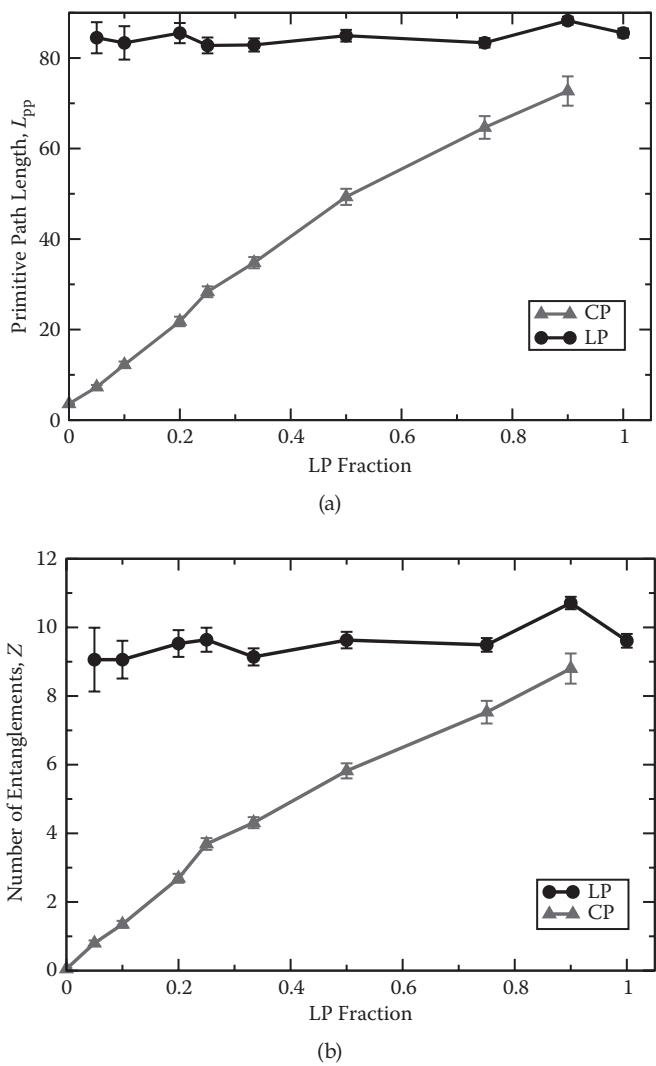 80
60
40
20
0
Primitive Path Length, Lpp
CP
LP
0 0.2 0.4 0.6 0.8 1
LP Fraction
(a)
12
10
8
6
4
2
0
Number of Entanglements, Z
LP
CP
0 0.2 0.4 0.6 0.8 1
LP Fraction
(b)